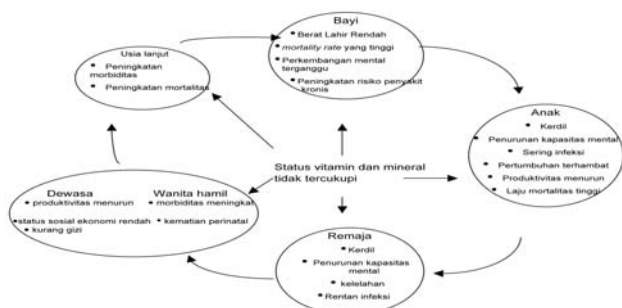 Bayi
• Berat Lahir Rendah
• mortality rate yang tinggi
• Perkembangan mental
terganggu
• Peningkatan risiko penyakit
kronis
Usia lanjut
• Peningkatan
morbiditas
• Peningkatan mortalitas
Anak
• Kerdil
• Penurunan kapasitas mental
• Sering infeksi
• Pertumbuhan terhambat
• Produktivitas menurun
• Laju mortalitas tinggi
Status vitamin dan mineral
tidak tercukupi
Dewasa
• produktivitas menurun
• status sosial ekonomi rendah
• kurang gizi
Wanita hamil
• morbiditas meningkat
• kematian perinatal
Remaja
• Kerdil
• Penurunan kapasitas
mental
• kelelahan
• Rentan infeksi